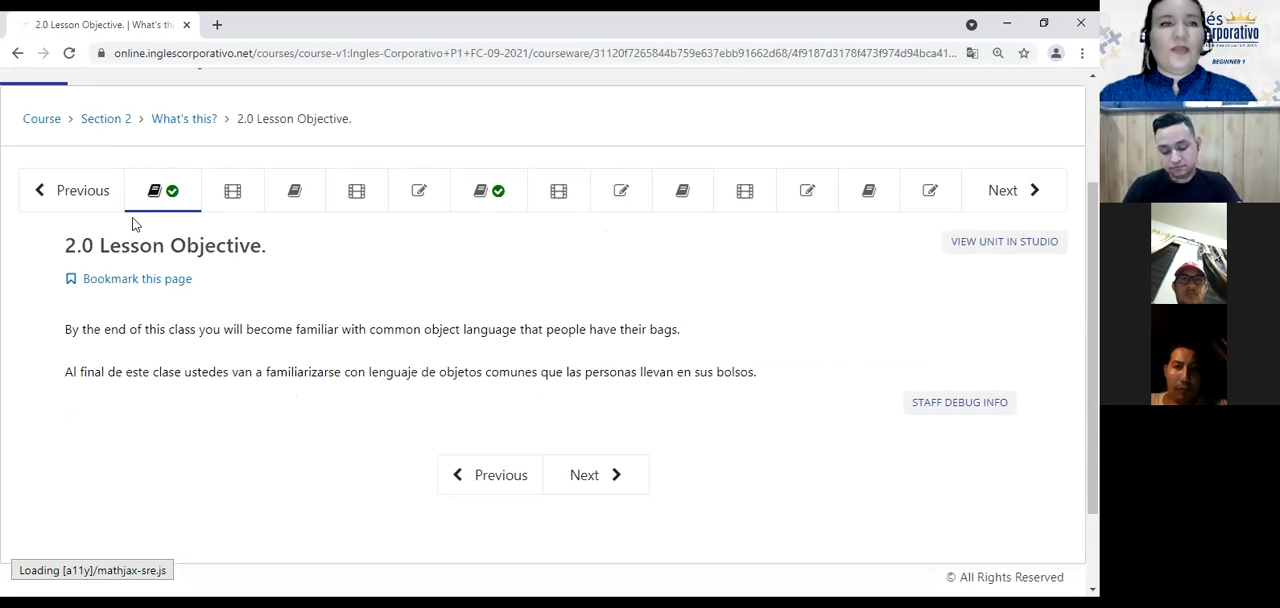 2.0 Lesson Objective. | What's thi
online.inglescorporativo.net/courses/course-v1:Ingles-Corporativo+P1+FC-09-2021/courseware/31120f7265844b759e637ebb91662d68/4f9187d3178f473f974d94bca41...
Course > Section 2 > What's this? > 2.0 Lesson Objective.
Previous
Next
2.0 Lesson Objective.
VIEW UNIT IN STUDIO
Bookmark this page
By the end of this class you will become familiar with common object language that people have their bags.
Al final de este clase ustedes van a familiarizarse con lenguaje de objetos comunes que las personas llevan en sus bolsos.
STAFF DEBUG INFO
Previous
Next
Loading [a11y]/mathjax-sre.js
© All Rights Reserved
és
orporativo
BEGINNER 1